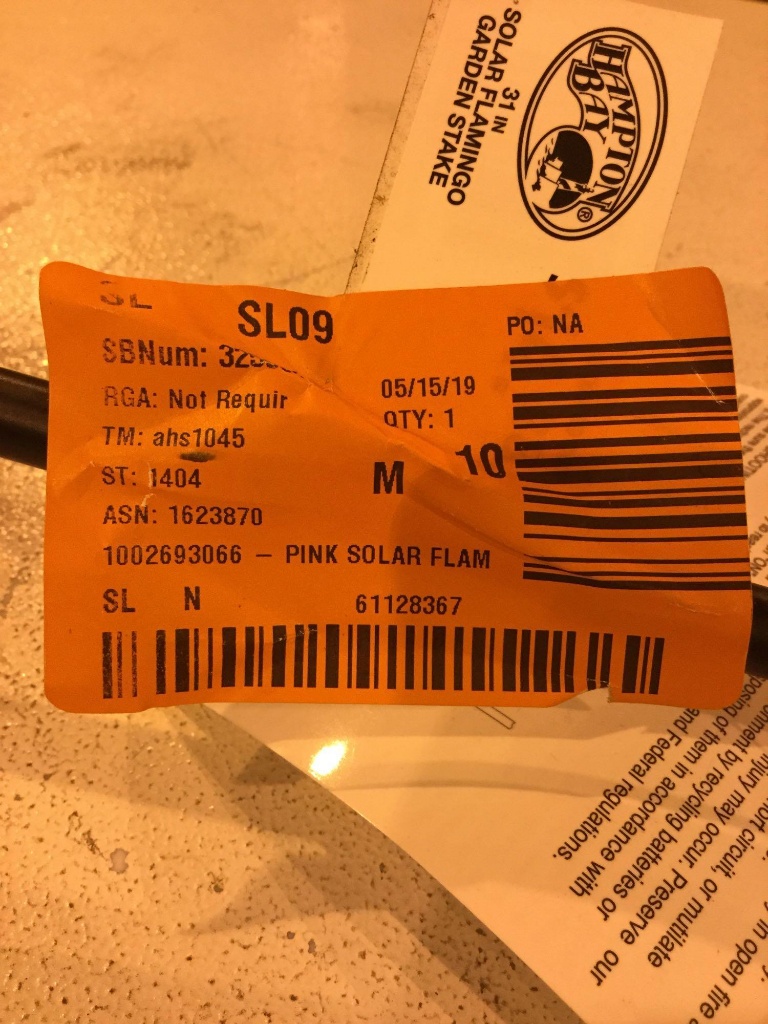 HAMPTON
BAY®
31 IN
SOLAR FLAMINGO
GARDEN STAKE
SL
SL09
PO: NA
SBNum:
RGA: Not Requir
05/15/19
QTY: 1
TM: ahs1045
M 10
ST: 1404
ASN: 1623870
1002693066 – PINK SOLAR FLAM
SL N 61128367
in open fire
short circuit, or mutilate
injury may occur. Preserve our
by recycling batteries or
of them in accordance with
and Federal regulations.